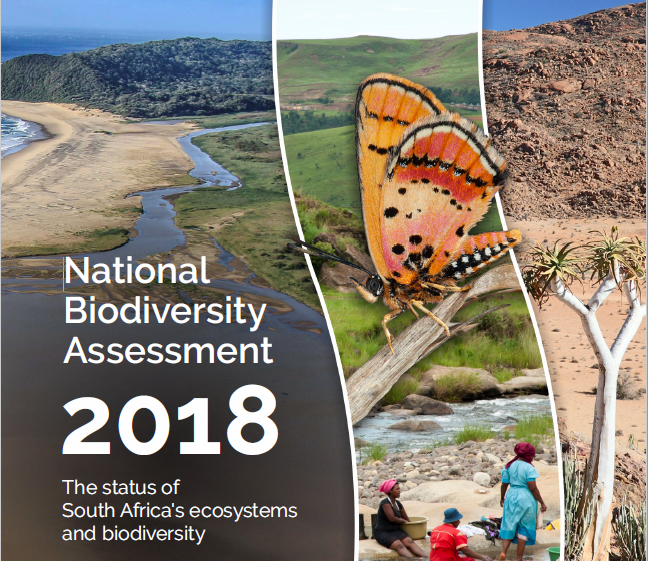 National
Biodiversity
Assessment
2018
The status of
South Africa's ecosystems
and biodiversity